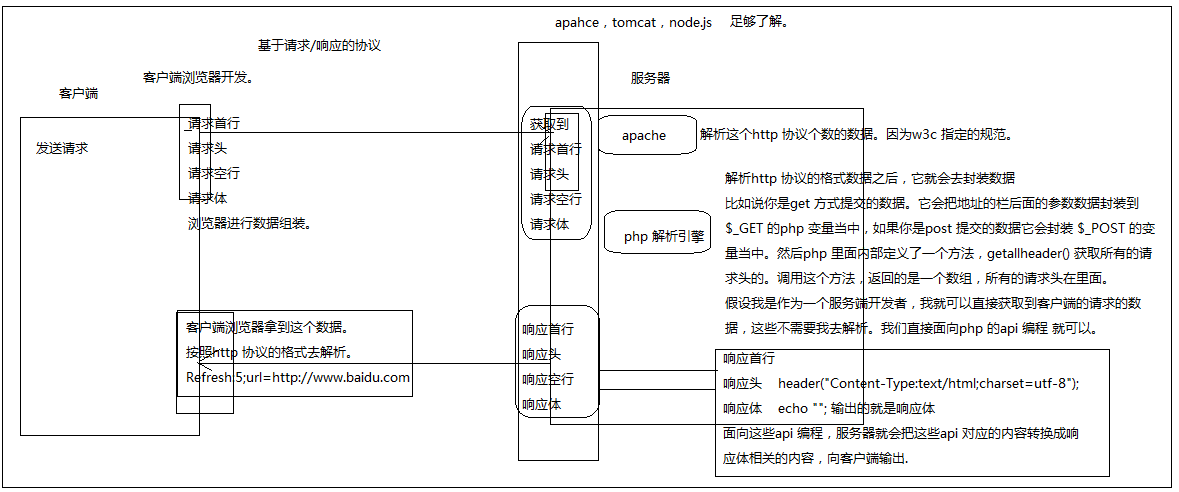 apahce，tomcat，node.js 足够了解。
基于请求/响应的协议
客户端浏览器开发。
服务器
客户端
发送请求
请求首行
请求头
请求空行
请求体
浏览器进行数据组装。
获取到
请求首行
请求头
请求空行
请求体
apache
解析这个http 协议个数的数据。因为w3c 指定的规范。
php 解析引擎
解析http 协议的格式数据之后，它就会去封装数据
比如说你是get 方式提交的数据。它会把地址的栏后面的参数数据封装到
$_GET 的php 变量当中，如果你是post 提交的数据它会封装 $_POST 的变
量当中。然后php 里面内部定义了一个方法，getallheader() 获取所有的请
求头的。调用这个方法，返回的是一个数组，所有的请求头在里面。
假设我是作为一个服务端开发者，我就可以直接获取到客户端的请求的数
据，这些不需要我去解析。我们直接面向php 的api 编程 就可以。
客户端浏览器拿到这个数据。
按照http 协议的格式去解析。
Refresh:5;url=http://www.baidu.com
响应首行
响应头
响应空行
响应体
响应首行
响应头 header("Content-Type:text/html;charset=utf-8");
响应体 echo ""; 输出的就是响应体
面向这些api 编程，服务器就会把这些api 对应的内容转换成响
应体相关的内容，向客户端输出.